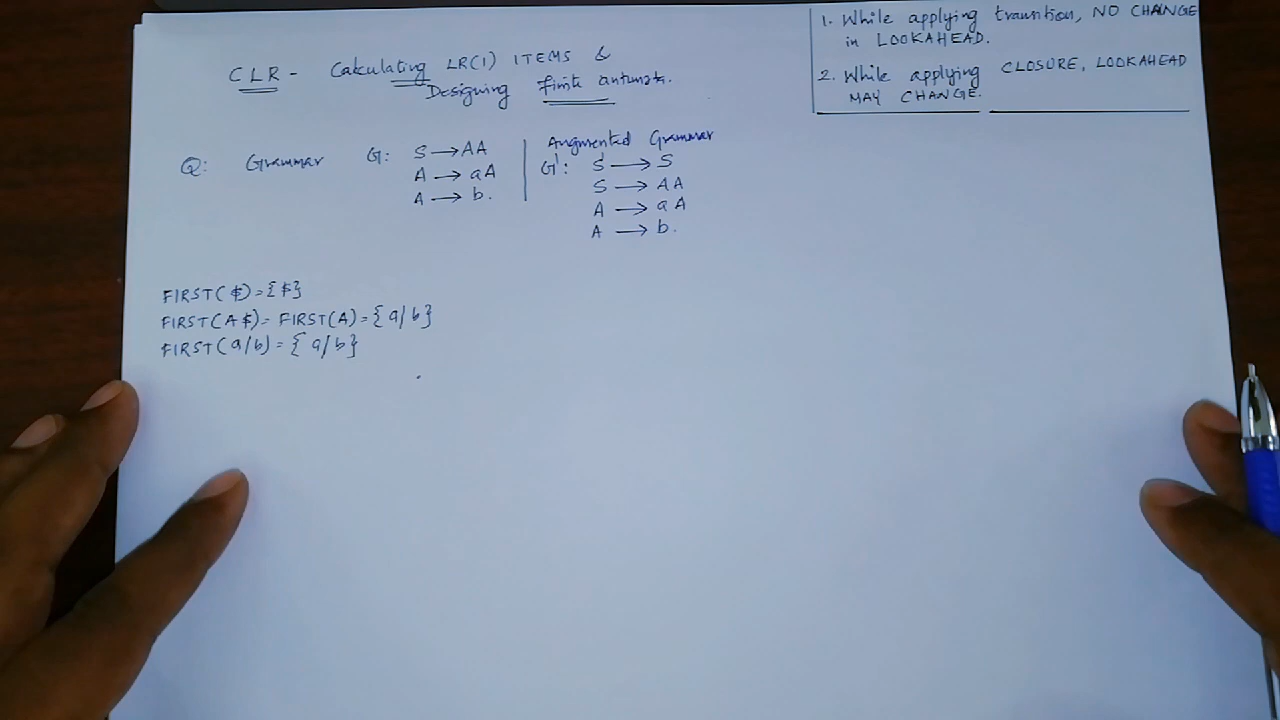 CLR - Calculating LR(1) ITEMS &
Designing finite automata.
1. While applying transition, NO CHANGE
in LOOKAHEAD.
2. While applying CLOSURE, LOOKAHEAD
MAY CHANGE.
Q: Grammar G: S → AA
A → aA
A → b.
Augmented Grammar
G': S' → S
S → AA
A → aA
A → b.
FIRST($) = {$}
FIRST(A$) = FIRST(A) = {a/b}
FIRST(a/b) = {a/b}